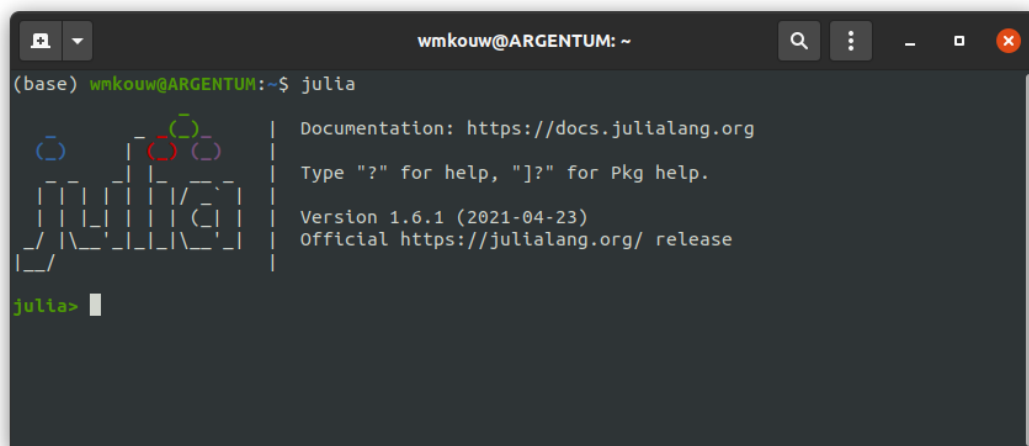 wmkouw@ARGENTUM: ~
(base) wmkouw@ARGENTUM:~$ julia
julia
Documentation: https://docs.julialang.org
Type "?" for help, "]?" for Pkg help.
Version 1.6.1 (2021-04-23)
Official https://julialang.org/ release
julia>